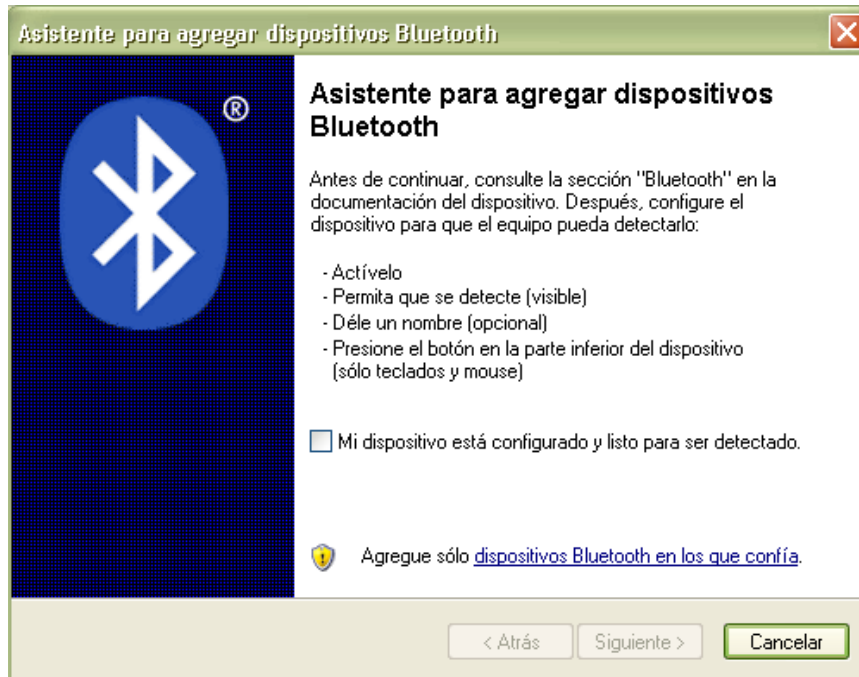 Asistente para agregar dispositivos Bluetooth
®
Asistente para agregar dispositivos
Bluetooth
Antes de continuar, consulte la sección "Bluetooth" en la
documentación del dispositivo. Después, configure el
dispositivo para que el equipo pueda detectarlo:
- Actívelo
- Permita que se detecte (visible)
- Déle un nombre (opcional)
- Presione el botón en la parte inferior del dispositivo
(sólo teclados y mouse)
Mi dispositivo está configurado y listo para ser detectado.
Agregue sólo dispositivos Bluetooth en los que confía.
< Atrás Siguiente > Cancelar